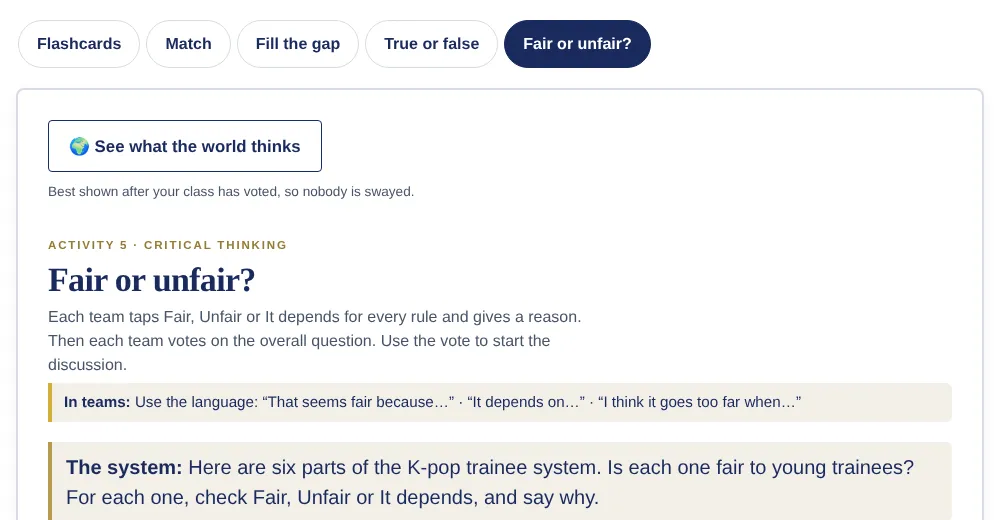 Flashcards Match Fill the gap True or false Fair or unfair?
🌍 See what the world thinks
Best shown after your class has voted, so nobody is swayed.
ACTIVITY 5 · CRITICAL THINKING
Fair or unfair?
Each team taps Fair, Unfair or It depends for every rule and gives a reason.
Then each team votes on the overall question. Use the vote to start the
discussion.
In teams: Use the language: “That seems fair because…” · “It depends on…” · “I think it goes too far when…”
The system: Here are six parts of the K-pop trainee system. Is each one fair to young trainees?
For each one, check Fair, Unfair or It depends, and say why.